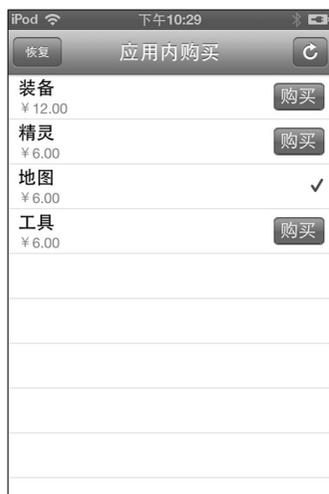 iPod 下午10:29
恢复 应用内购买
装备
¥12.00 购买
精灵
¥6.00 购买
地图
¥6.00
工具
¥6.00 购买